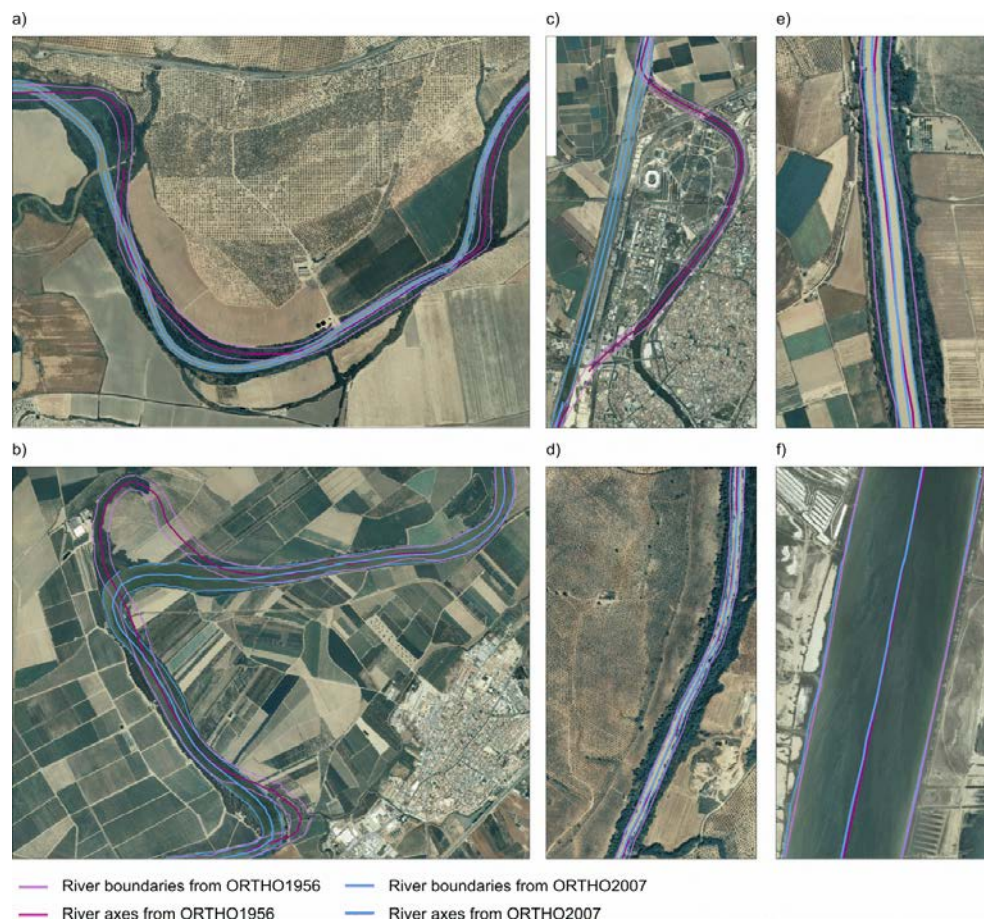 a)
c)
e)
b)
d)
f)
River boundaries from ORTHO1956
River boundaries from ORTHO2007
River axes from ORTHO1956
River axes from ORTHO2007